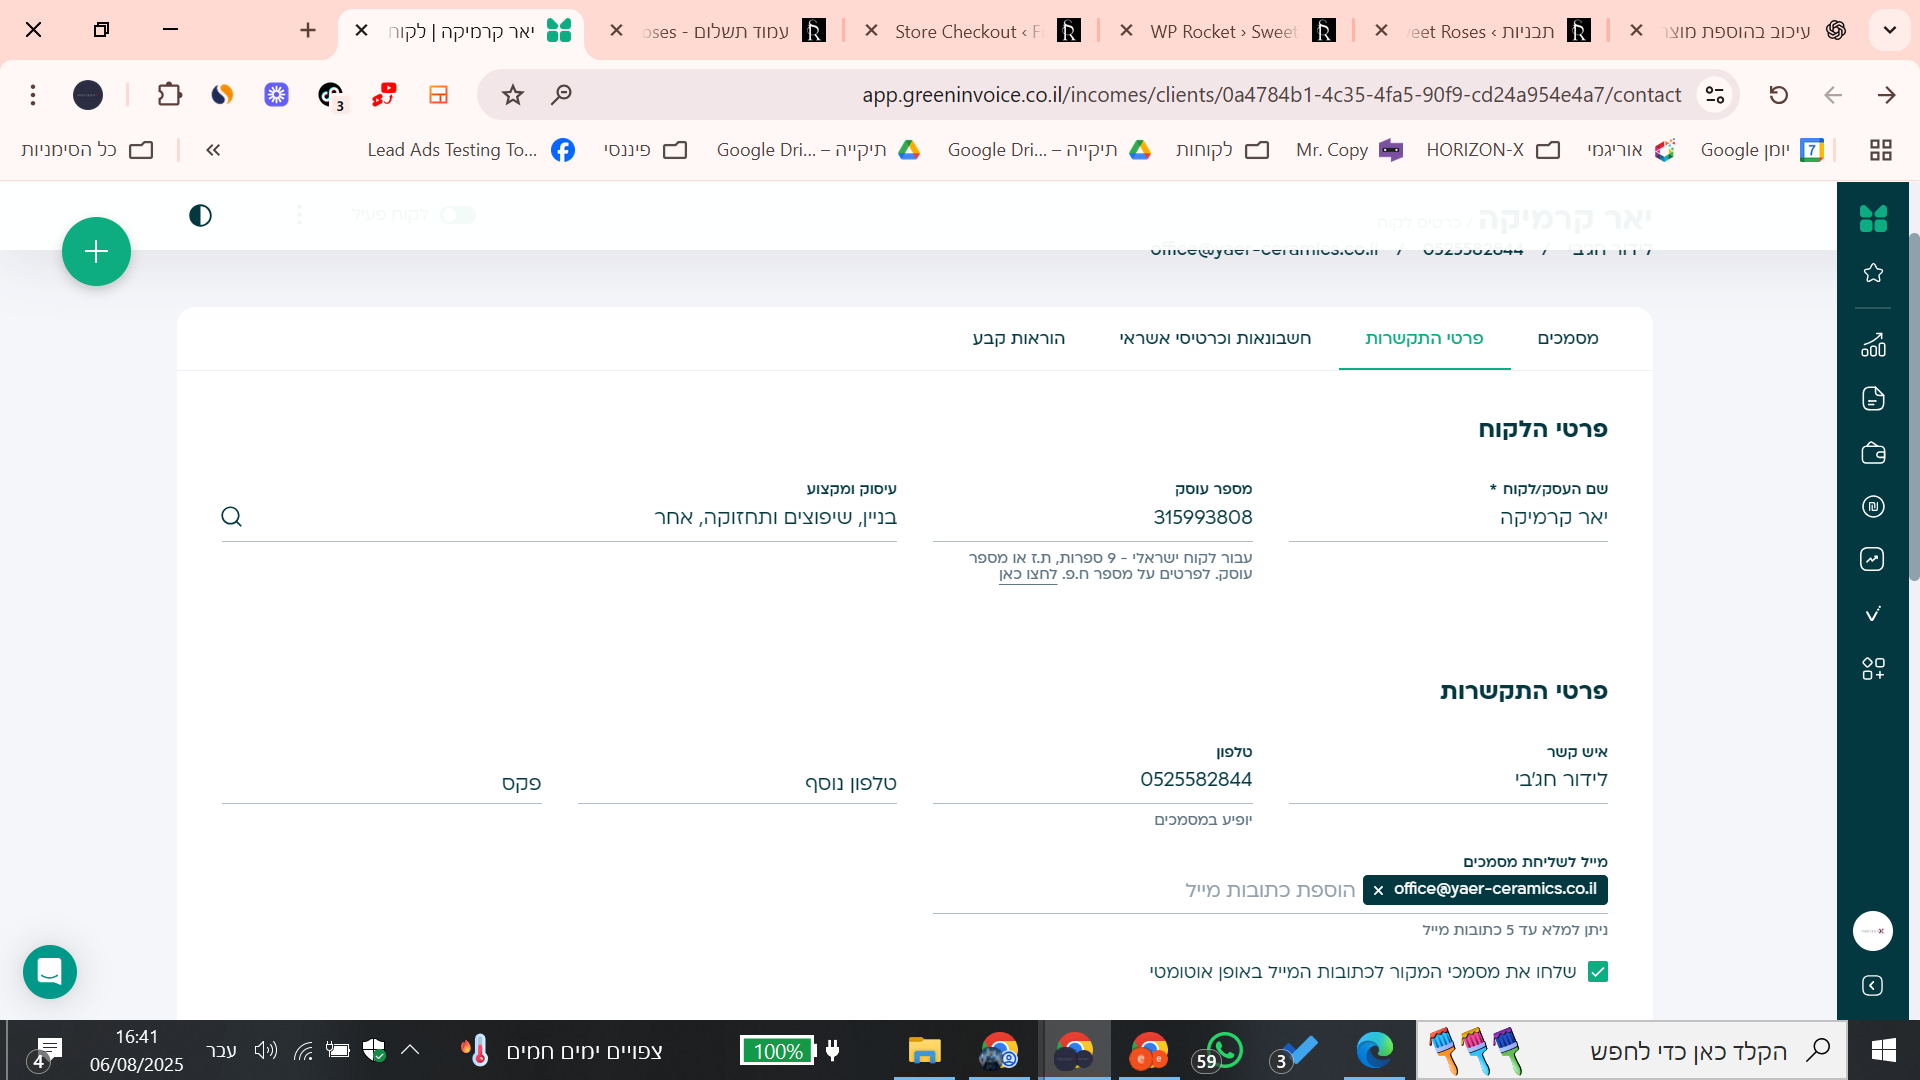 עיכוב בהוספת מוצר
תבניות ‹ Sweet Roses
WP Rocket › Sweet
Store Checkout ‹ F
עמוד תשלום - oses
יאר קרמיקה | לקוח
app.greeninvoice.co.il/incomes/clients/0a4784b1-4c35-4fa5-90f9-cd24a954e4a7/contact
3
יומן Google
7
אוריגמי
HORIZON-X
Mr. Copy
לקוחות
תיקייה – Google Dri...
תיקייה – Google Dri...
פיננסי
Lead Ads Testing To...
כל הסימניות
יאר קרמיקה / כרטיס לקוח
לקוח פעיל
לידור חג'בי / 0525582844 / office@yaer-ceramics.co.il
מסמכים
פרטי התקשרות
חשבונאות וכרטיסי אשראי
הוראות קבע
פרטי הלקוח
שם העסק/לקוח *
יאר קרמיקה
מספר עוסק
315993808
עבור לקוח ישראלי - 9 ספרות, ת.ז או מספר
עוסק. לפרטים על מספר ח.פ. לחצו כאן
עיסוק ומקצוע
בניין, שיפוצים ותחזוקה, אחר
פרטי התקשרות
איש קשר
לידור חג'בי
טלפון
0525582844
יופיע במסמכים
טלפון נוסף
פקס
מייל לשליחת מסמכים
office@yaer-ceramics.co.il
הוספת כתובות מייל
ניתן למלא עד 5 כתובות מייל
שלחו את מסמכי המקור לכתובות המייל באופן אוטומטי
הקלד כאן כדי לחפש
3
59
100%
צפויים ימים חמים
עבר
16:41
06/08/2025
4